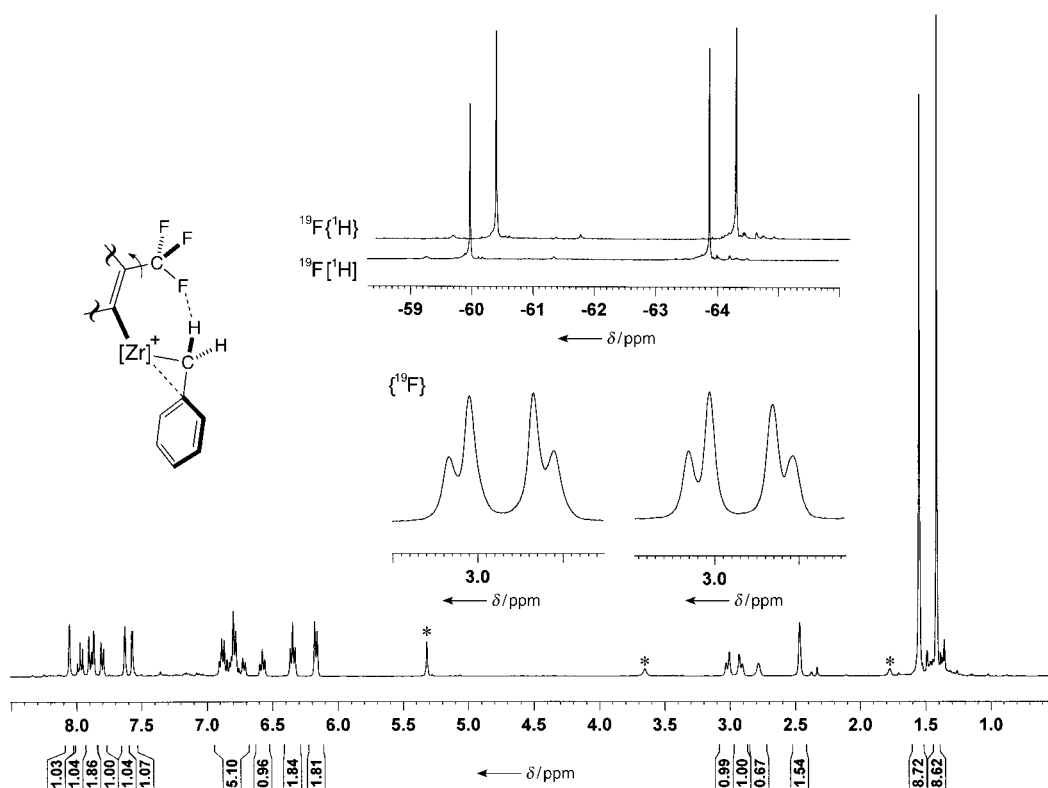 ¹⁹F{¹H}
¹⁹F[¹H]
-59 -60 -61 -62 -63 -64
δ/ppm
F
F
C
F
H
H
[Zr]⁺
C
{¹⁹F}
3.0 3.0
δ/ppm δ/ppm
* * *
8.0 7.5 7.0 6.5 6.0 5.5 5.0 4.5 4.0 3.5 3.0 2.5 2.0 1.5 1.0
1.03 1.04 1.86 1.00 1.04 1.07 5.10 0.96 1.84 1.81 0.99 1.00 0.67 1.54 8.72 8.62
δ/ppm